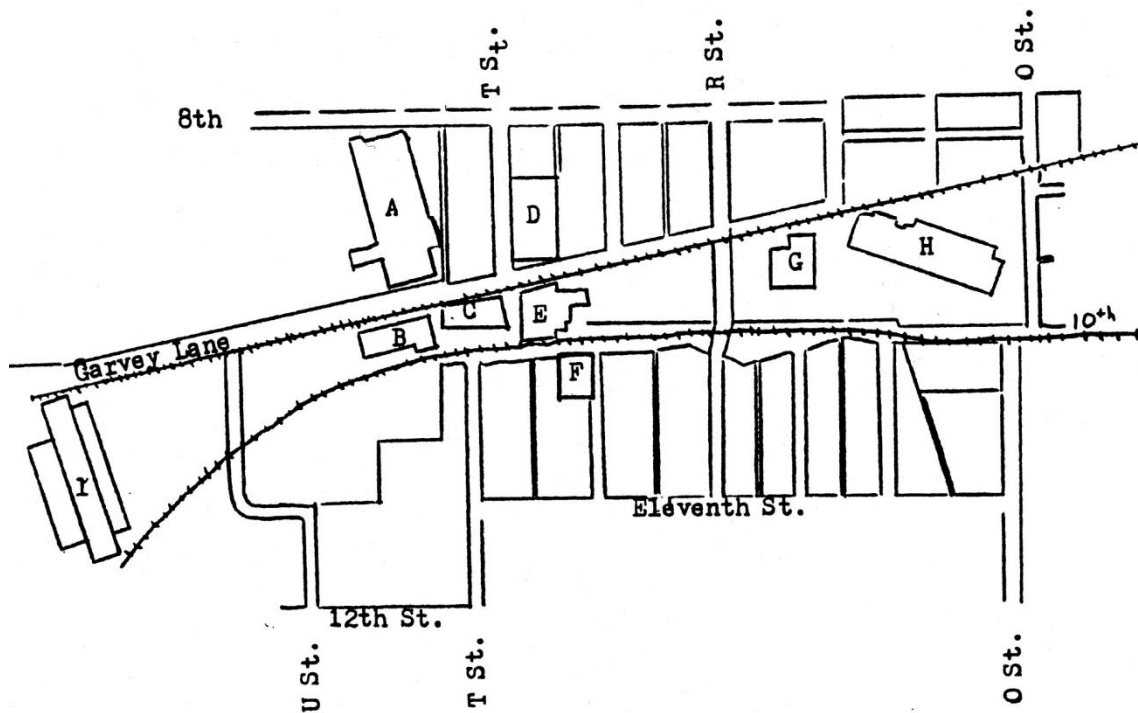 T St.
R St.
O St.
8th
A
D
H
G
C
E
10th
B
Garvey Lane
F
I
Eleventh St.
12th St.
U St.
T St.
O St.